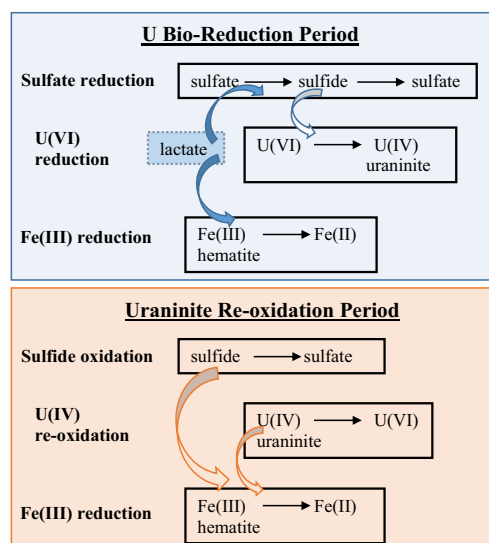 U Bio-Reduction Period
Sulfate reduction
sulfate sulfide sulfate
U(VI)
reduction
lactate
U(VI) U(IV)
uraninite
Fe(III) reduction
Fe(III) Fe(II)
hematite
Uraninite Re-oxidation Period
Sulfide oxidation
sulfide sulfate
U(IV)
re-oxidation
U(IV) U(VI)
uraninite
Fe(III) reduction
Fe(III) Fe(II)
hematite